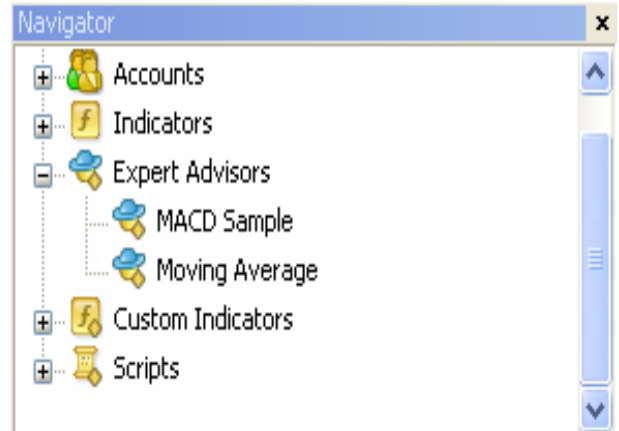 Navigator
Accounts
Indicators
Expert Advisors
MACD Sample
Moving Average
Custom Indicators
Scripts